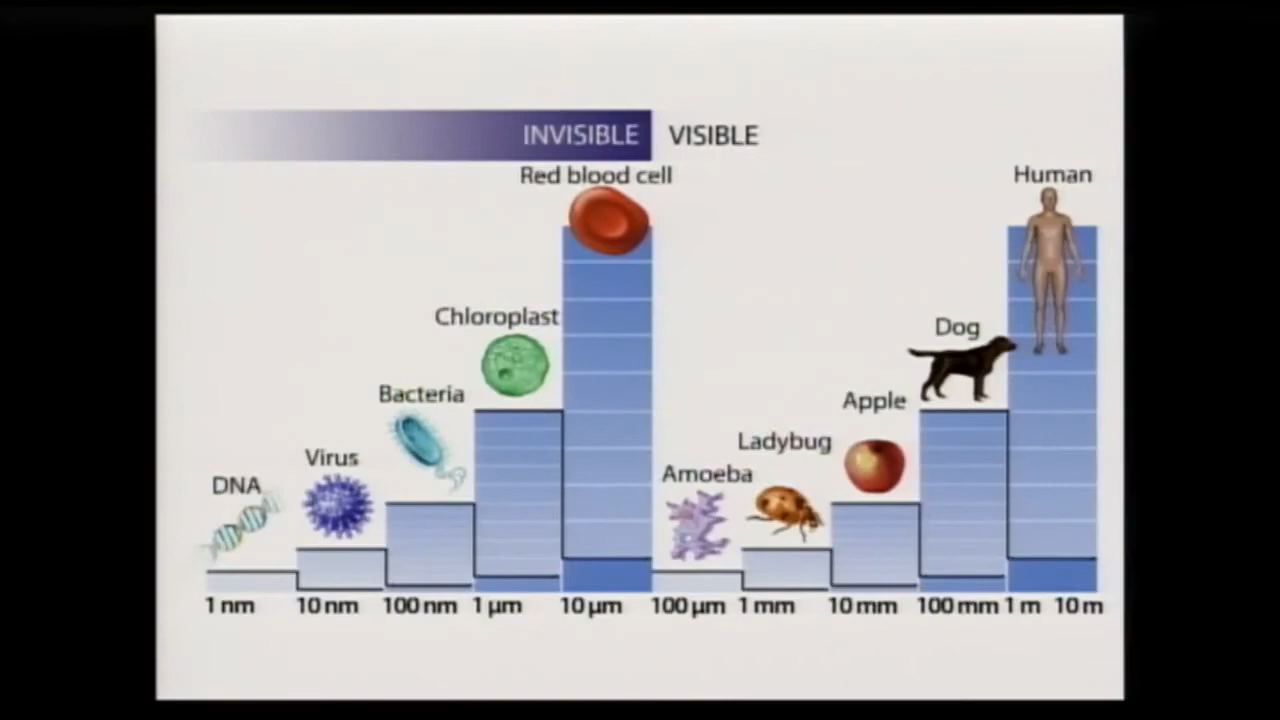 INVISIBLE VISIBLE
Red blood cell
Human
Chloroplast
Dog
Bacteria
Apple
Ladybug
Virus
Amoeba
DNA
1 nm 10 nm 100 nm 1 µm 10 µm 100 µm 1 mm 10 mm 100 mm 1 m 10 m